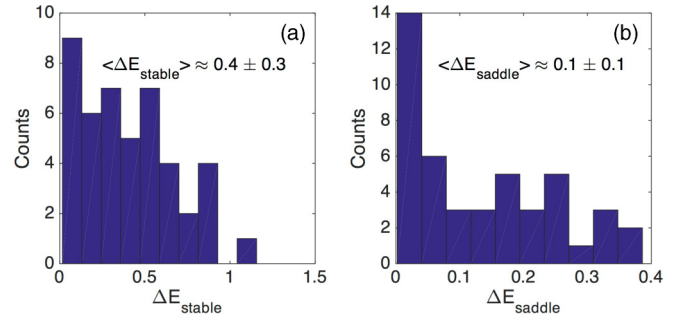 (a)
<ΔE_stable> ≈ 0.4 ± 0.3
Counts
10
8
6
4
2
0
0 0.5 1 1.5
ΔE_stable
(b)
<ΔE_saddle> ≈ 0.1 ± 0.1
Counts
14
12
10
8
6
4
2
0
0 0.1 0.2 0.3 0.4
ΔE_saddle